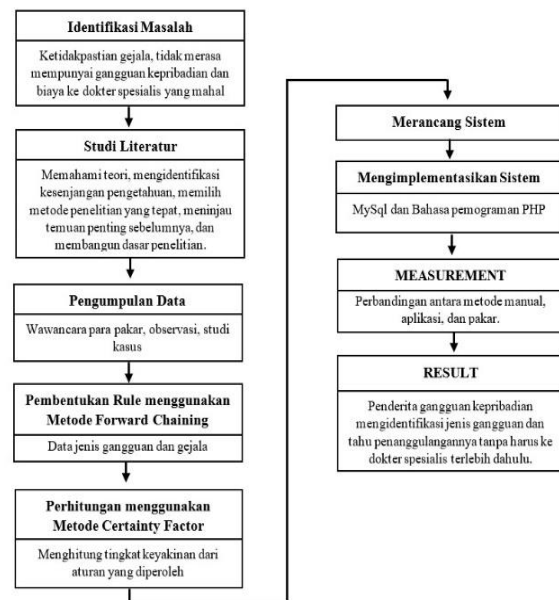 Identifikasi Masalah
Ketidakpastian gejala, tidak merasa
mempunyai gangguan kepribadian dan
biaya ke dokter spesialis yang mahal
Studi Literatur
Memahami teori, mengidentifikasi
kesenjangan pengetahuan, memilih
metode penelitian yang tepat, meninjau
temuan penting sebelumnya, dan
membangun dasar penelitian.
Pengumpulan Data
Wawancara para pakar, observasi, studi
kasus
Pembentukan Rule menggunakan
Metode Forward Chaining
Data jenis gangguan dan gejala
Perhitungan menggunakan
Metode Certainty Factor
Menghitung tingkat keyakinan dari
aturan yang diperoleh
Merancang Sistem
Mengimplementasikan Sistem
MySql dan Bahasa pemograman PHP
MEASUREMENT
Perbandingan antara metode manual,
aplikasi, dan pakar.
RESULT
Penderita gangguan kepribadian
mengidentifikasi jenis gangguan dan
tahu penanggulangannya tanpa harus ke
dokter spesialis terlebih dahulu.